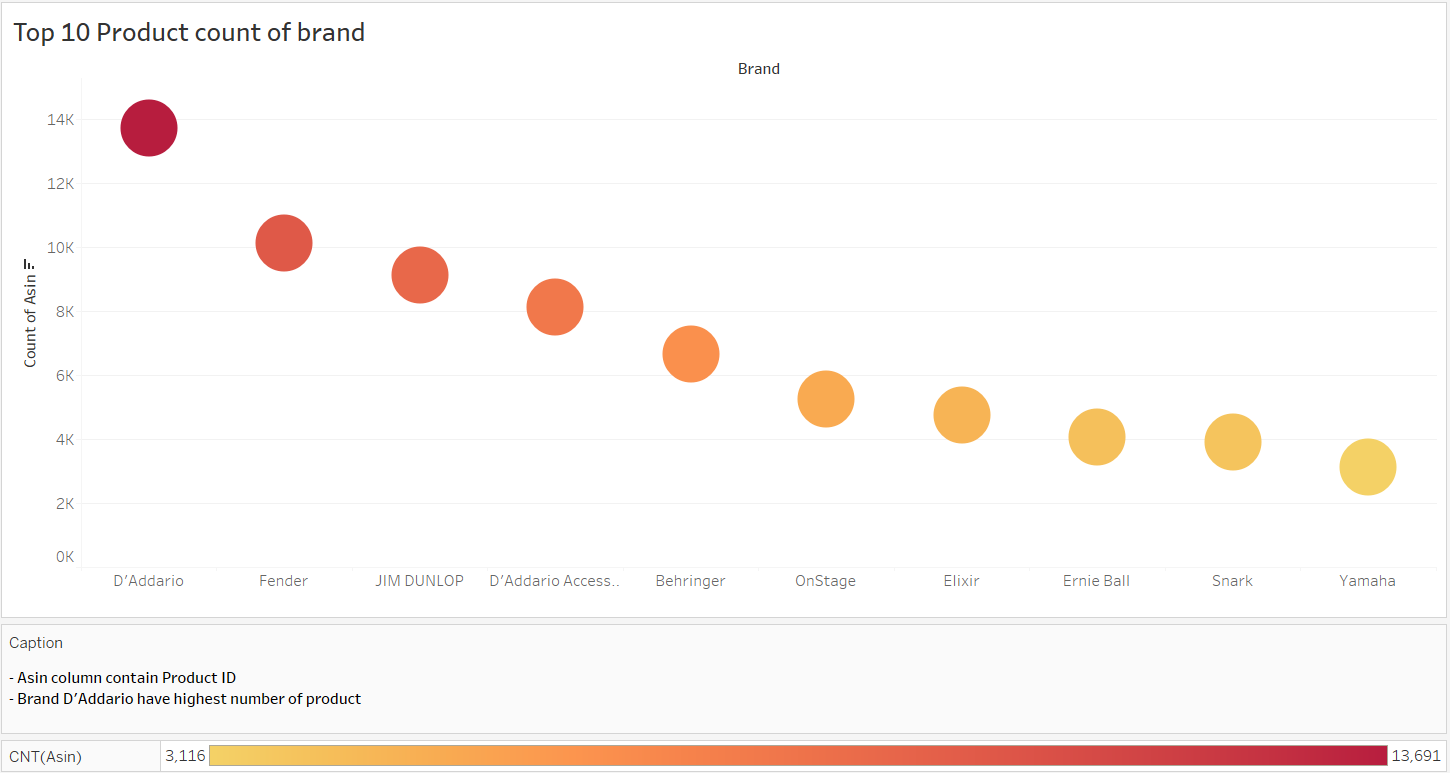 Top 10 Product count of brand
Brand
Count of Asin
14K
12K
10K
8K
6K
4K
2K
0K
D’Addario Fender JIM DUNLOP D’Addario Access.. Behringer OnStage Elixir Ernie Ball Snark Yamaha
Caption
- Asin column contain Product ID
- Brand D’Addario have highest number of product
CNT(Asin) 3,116 13,691